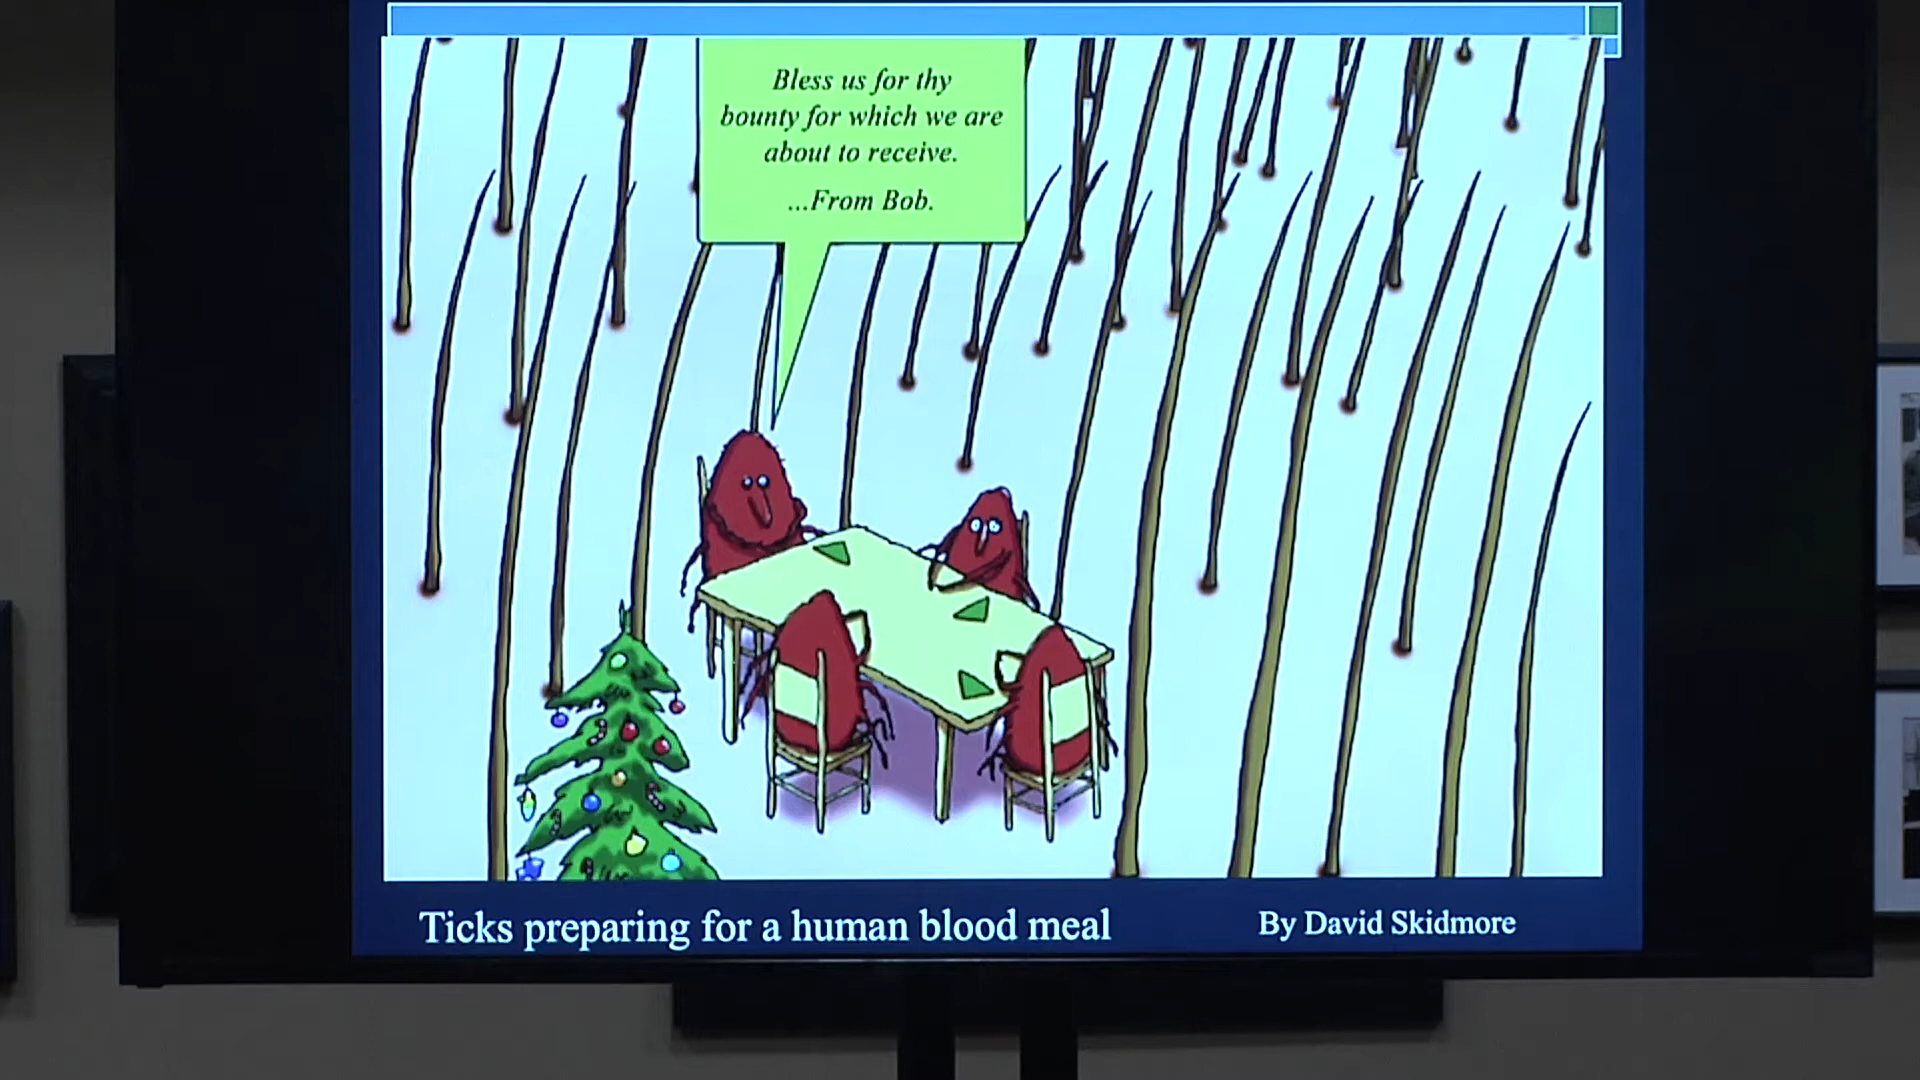 Bless us for thy
bounty for which we are
about to receive.
...From Bob.
Ticks preparing for a human blood meal
By David Skidmore